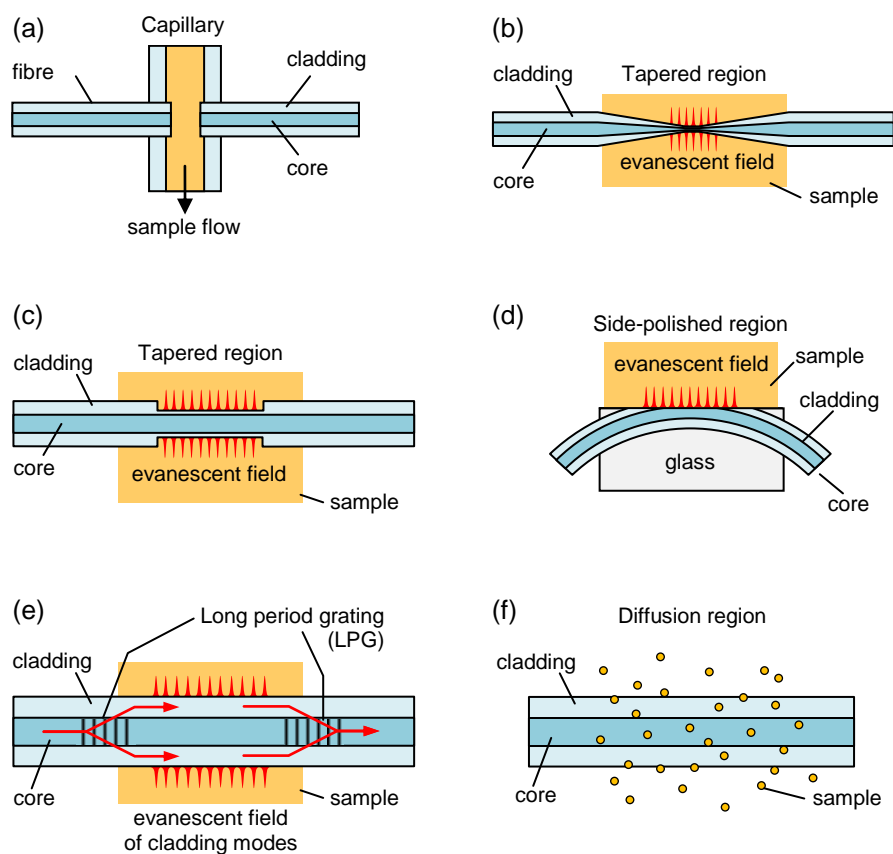 (a)
Capillary
fibre
cladding
core
sample flow
(b)
cladding
Tapered region
evanescent field
core
sample
(c)
Tapered region
cladding
core
evanescent field
sample
(d)
Side-polished region
evanescent field
sample
cladding
glass
core
(e)
Long period grating
(LPG)
cladding
core
sample
evanescent field
of cladding modes
(f)
Diffusion region
cladding
core
sample